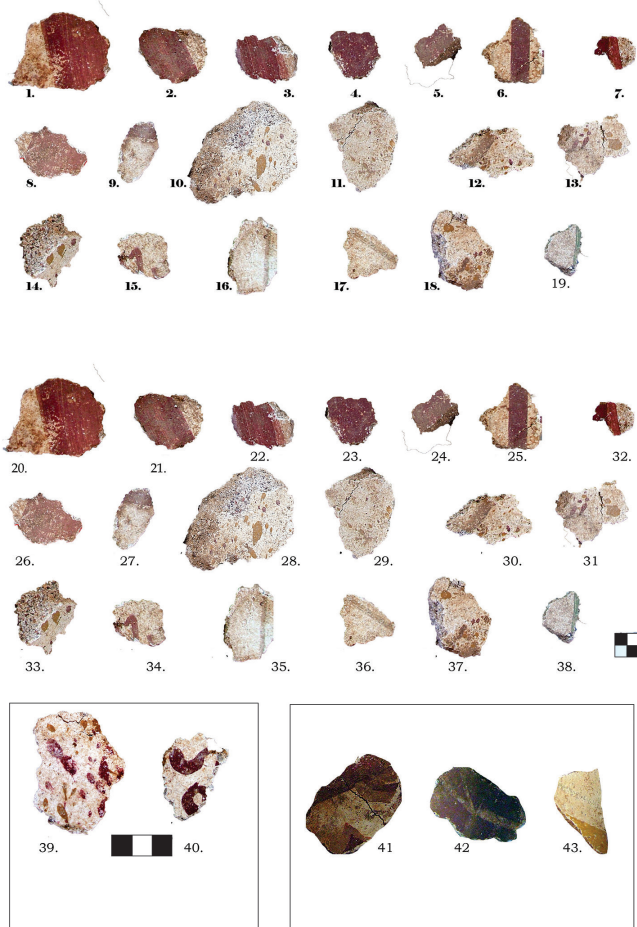 1. 2. 3. 4. 5. 6. 7.
8. 9. 10. 11. 12. 13.
14. 15. 16. 17. 18. 19.
20. 21. 22. 23. 24. 25. 32.
26. 27. 28. 29. 30. 31
33. 34. 35. 36. 37. 38.
39. 40. 41 42 43.